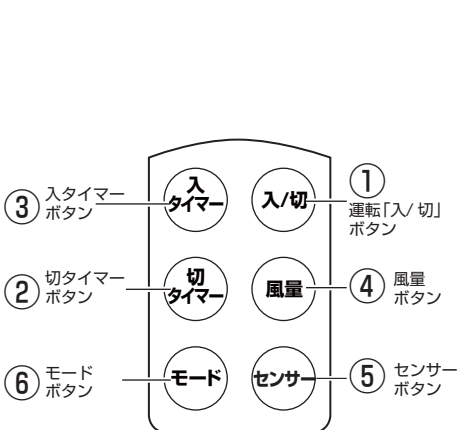 ③ 入タイマー
ボタン
入
タイマー
入/切
①
運転「入/切」
ボタン
② 切タイマー
ボタン
切
タイマー
風量
④ 風量
ボタン
⑥ モード
ボタン
モード
センサー
⑤ センサー
ボタン